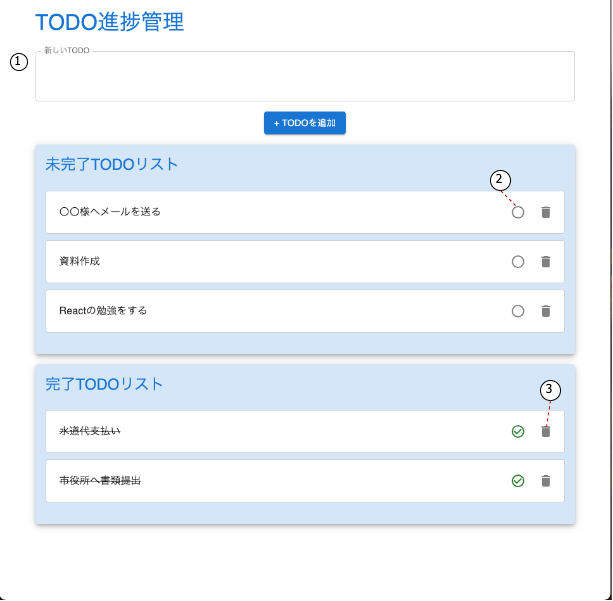 TODO進捗管理
1
新しいTODO
+ TODOを追加
未完了TODOリスト
2
〇〇様へメールを送る
資料作成
Reactの勉強をする
完了TODOリスト
3
水道代支払い
市役所へ書類提出